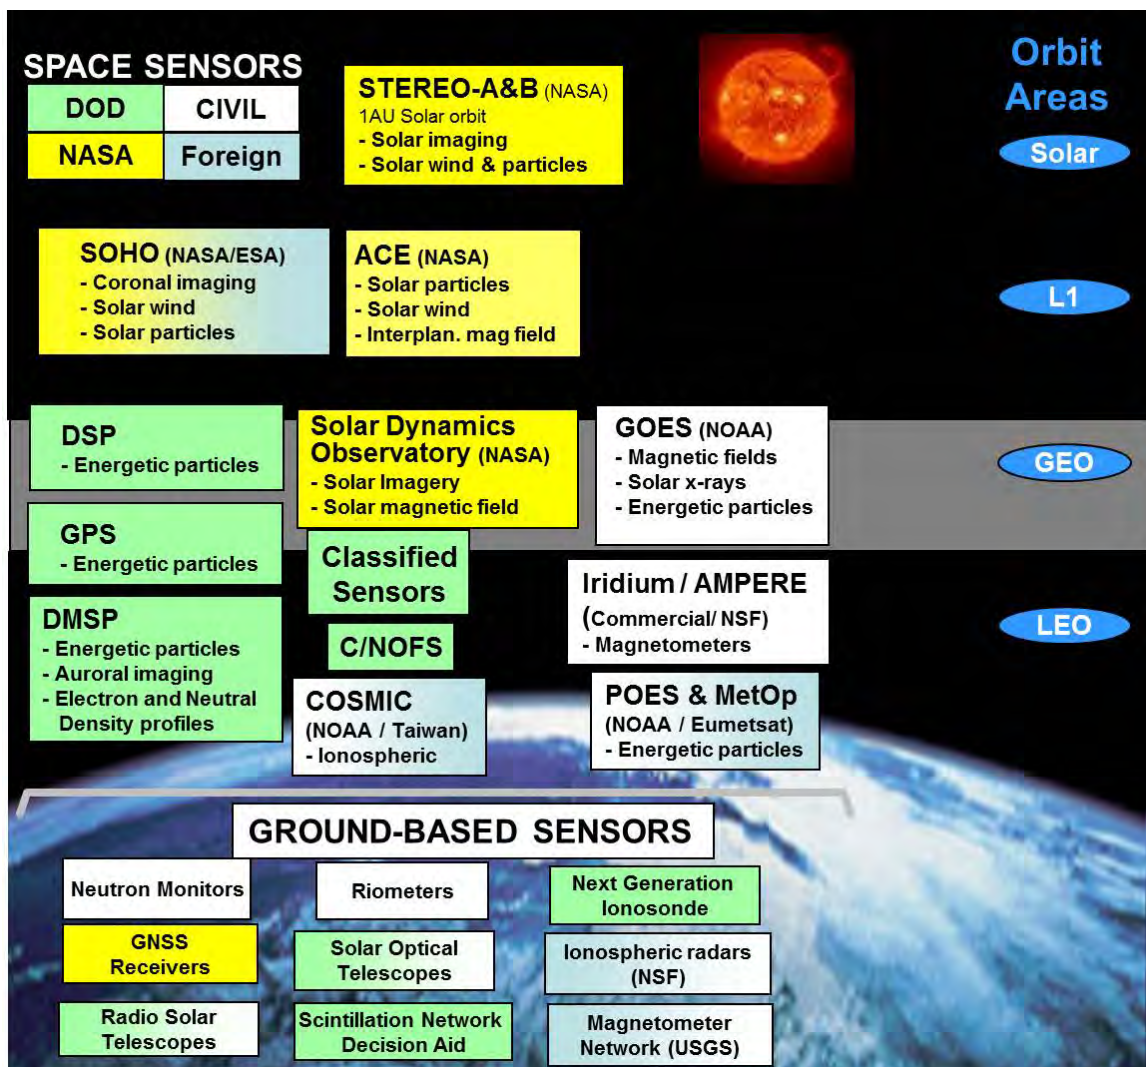 SPACE SENSORS
DOD
CIVIL
NASA
Foreign
STEREO-A&B (NASA)
1AU Solar orbit
- Solar imaging
- Solar wind & particles
Orbit
Areas
Solar
SOHO (NASA/ESA)
- Coronal imaging
- Solar wind
- Solar particles
ACE (NASA)
- Solar particles
- Solar wind
- Interplan. mag field
L1
DSP
- Energetic particles
Solar Dynamics
Observatory (NASA)
- Solar Imagery
- Solar magnetic field
GOES (NOAA)
- Magnetic fields
- Solar x-rays
- Energetic particles
GEO
GPS
- Energetic particles
Classified
Sensors
Iridium / AMPERE
(Commercial/ NSF)
- Magnetometers
LEO
DMSP
- Energetic particles
- Auroral imaging
- Electron and Neutral
Density profiles
C/NOFS
COSMIC
(NOAA / Taiwan)
- Ionospheric
POES & MetOp
(NOAA / Eumetsat)
- Energetic particles
GROUND-BASED SENSORS
Neutron Monitors
Riometers
Next Generation
Ionosonde
GNSS
Receivers
Solar Optical
Telescopes
Ionospheric radars
(NSF)
Radio Solar
Telescopes
Scintillation Network
Decision Aid
Magnetometer
Network (USGS)